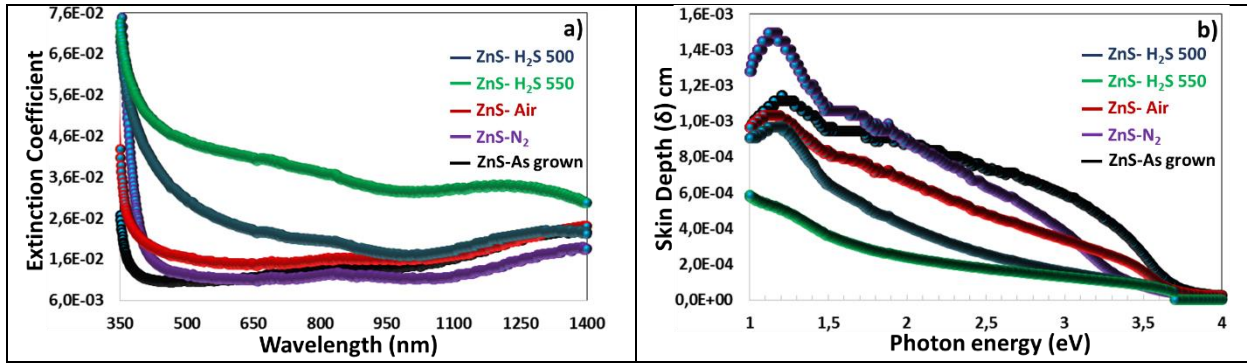 7,6E-02
6,6E-02
5,6E-02
4,6E-02
3,6E-02
2,6E-02
1,6E-02
6,0E-03
Extinction Coefficient
a)
ZnS- H₂S 500
ZnS- H₂S 550
ZnS- Air
ZnS-N₂
ZnS-As grown
350 500 650 800 950 1100 1250 1400
Wavelength (nm)
1,6E-03
1,4E-03
1,2E-03
1,0E-03
8,0E-04
6,0E-04
4,0E-04
2,0E-04
0,0E+00
Skin Depth (δ) cm
b)
ZnS- H₂S 500
ZnS- H₂S 550
ZnS- Air
ZnS-N₂
ZnS-As grown
1 1,5 2 2,5 3 3,5 4
Photon energy (eV)